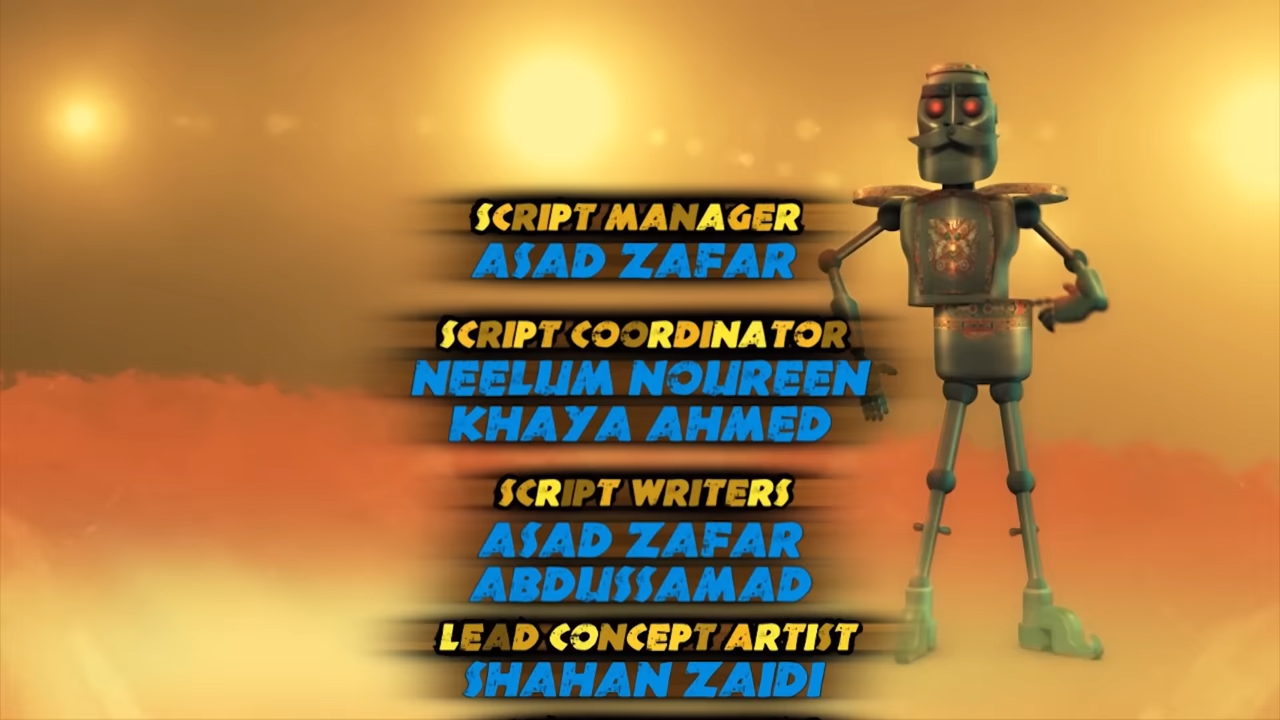 SCRIPT MANAGER
ASAD ZAFAR
SCRIPT COORDINATOR
NEELUM NOUREEN
KHAYA AHMED
SCRIPT WRITERS
ASAD ZAFAR
ABDUSSAMAD
LEAD CONCEPT ARTIST
SHAHAN ZAIDI